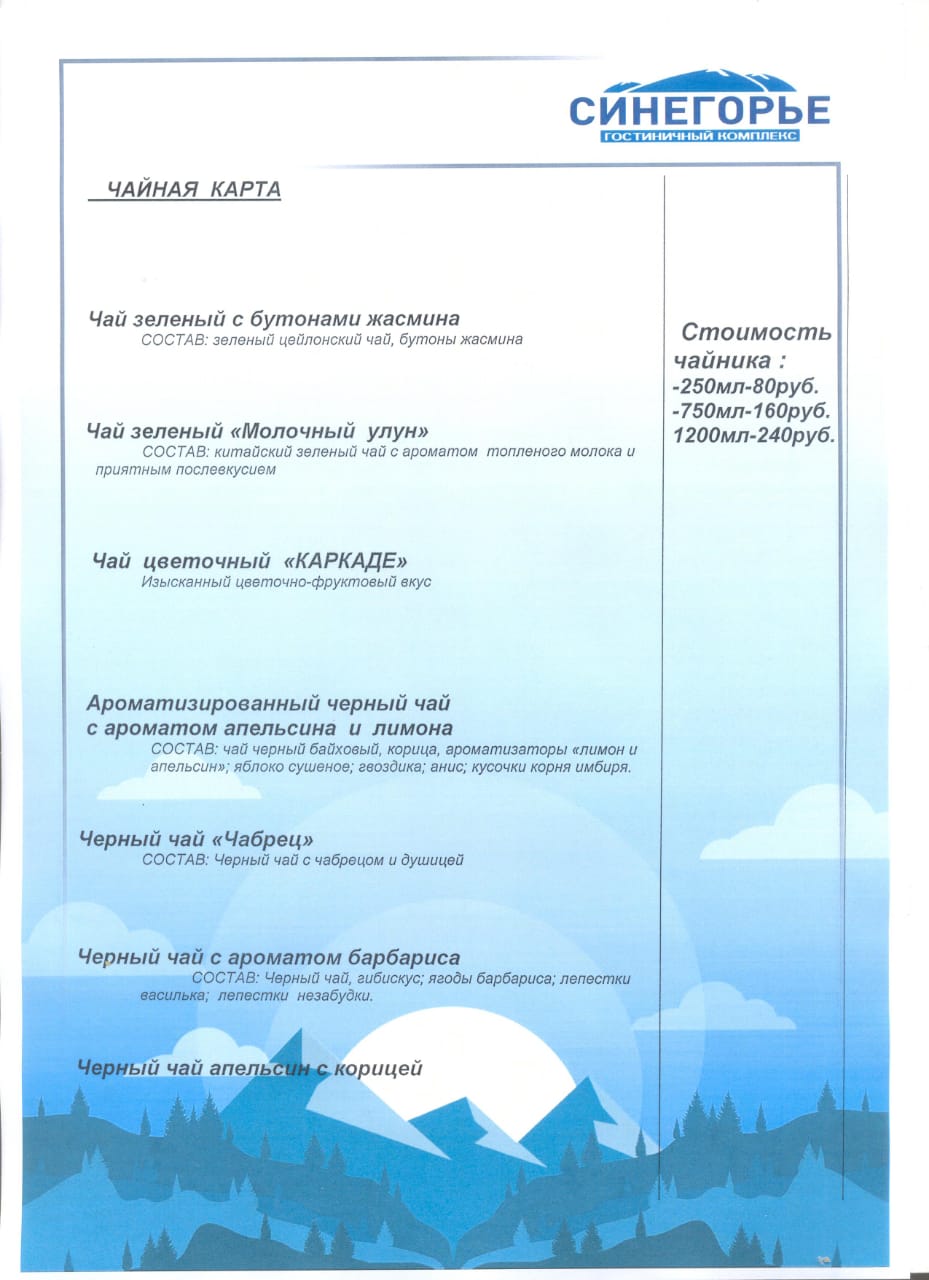 СИНЕГОРЬЕ
ГОСТИНИЧНЫЙ КОМПЛЕКС
ЧАЙНАЯ КАРТА
Чай зеленый с бутонами жасмина
СОСТАВ: зеленый цейлонский чай, бутоны жасмина
Чай зеленый «Молочный улун»
СОСТАВ: китайский зеленый чай с ароматом топленого молока и
приятным послевкусием
Чай цветочный «КАРКАДЕ»
Изысканный цветочно-фруктовый вкус
Ароматизированный черный чай
с ароматом апельсина и лимона
СОСТАВ: чай черный байховый, корица, ароматизаторы «лимон и
апельсин»; яблоко сушеное; гвоздика; анис; кусочки корня имбиря.
Черный чай «Чабрец»
СОСТАВ: Черный чай с чабрецом и душицей
Черный чай с ароматом барбариса
СОСТАВ: Черный чай, гибискус; ягоды барбариса; лепестки
василька; лепестки незабудки.
Черный чай апельсин с корицей
Стоимость
чайника :
-250мл-80руб.
-750мл-160руб.
1200мл-240руб.